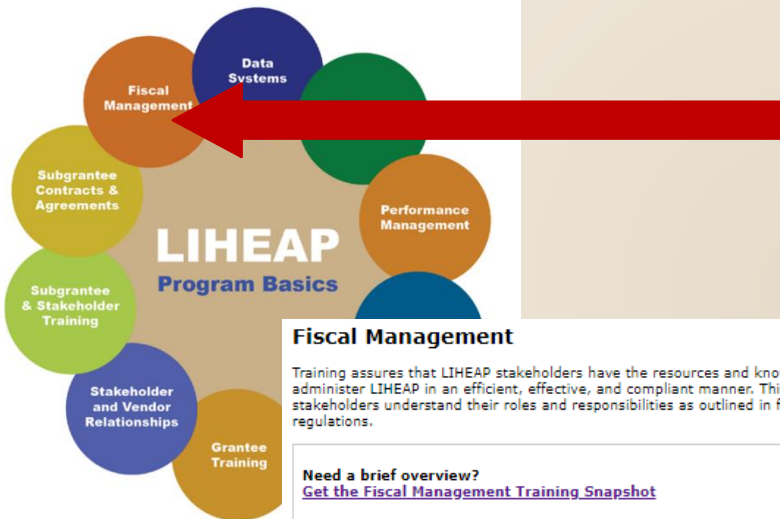 Data
Systems
Fiscal
Management
Subgrantee
Contracts &
Agreements
Performance
Management
LIHEAP
Program Basics
Subgrantee
& Stakeholder
Training
Stakeholder
and Vendor
Relationships
Grantee
Training
Fiscal Management
Training assures that LIHEAP stakeholders have the resources and
administer LIHEAP in an efficient, effective, and compliant manner.
stakeholders understand their roles and responsibilities as outlined in
regulations.
Need a brief overview?
Get the Fiscal Management Training Snapshot